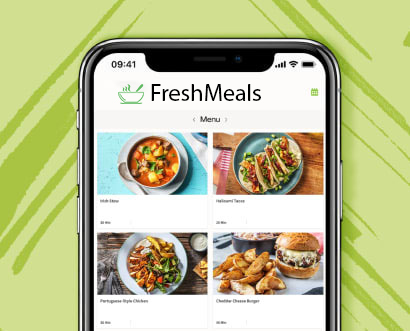 09:41
FreshMeals
‹ Menu ›
Irish Stew
Halloumi Tacos
30 Min
20 Min
Portuguese-Style Chicken
Cheddar Cheese Burger
30 Min
30 Min